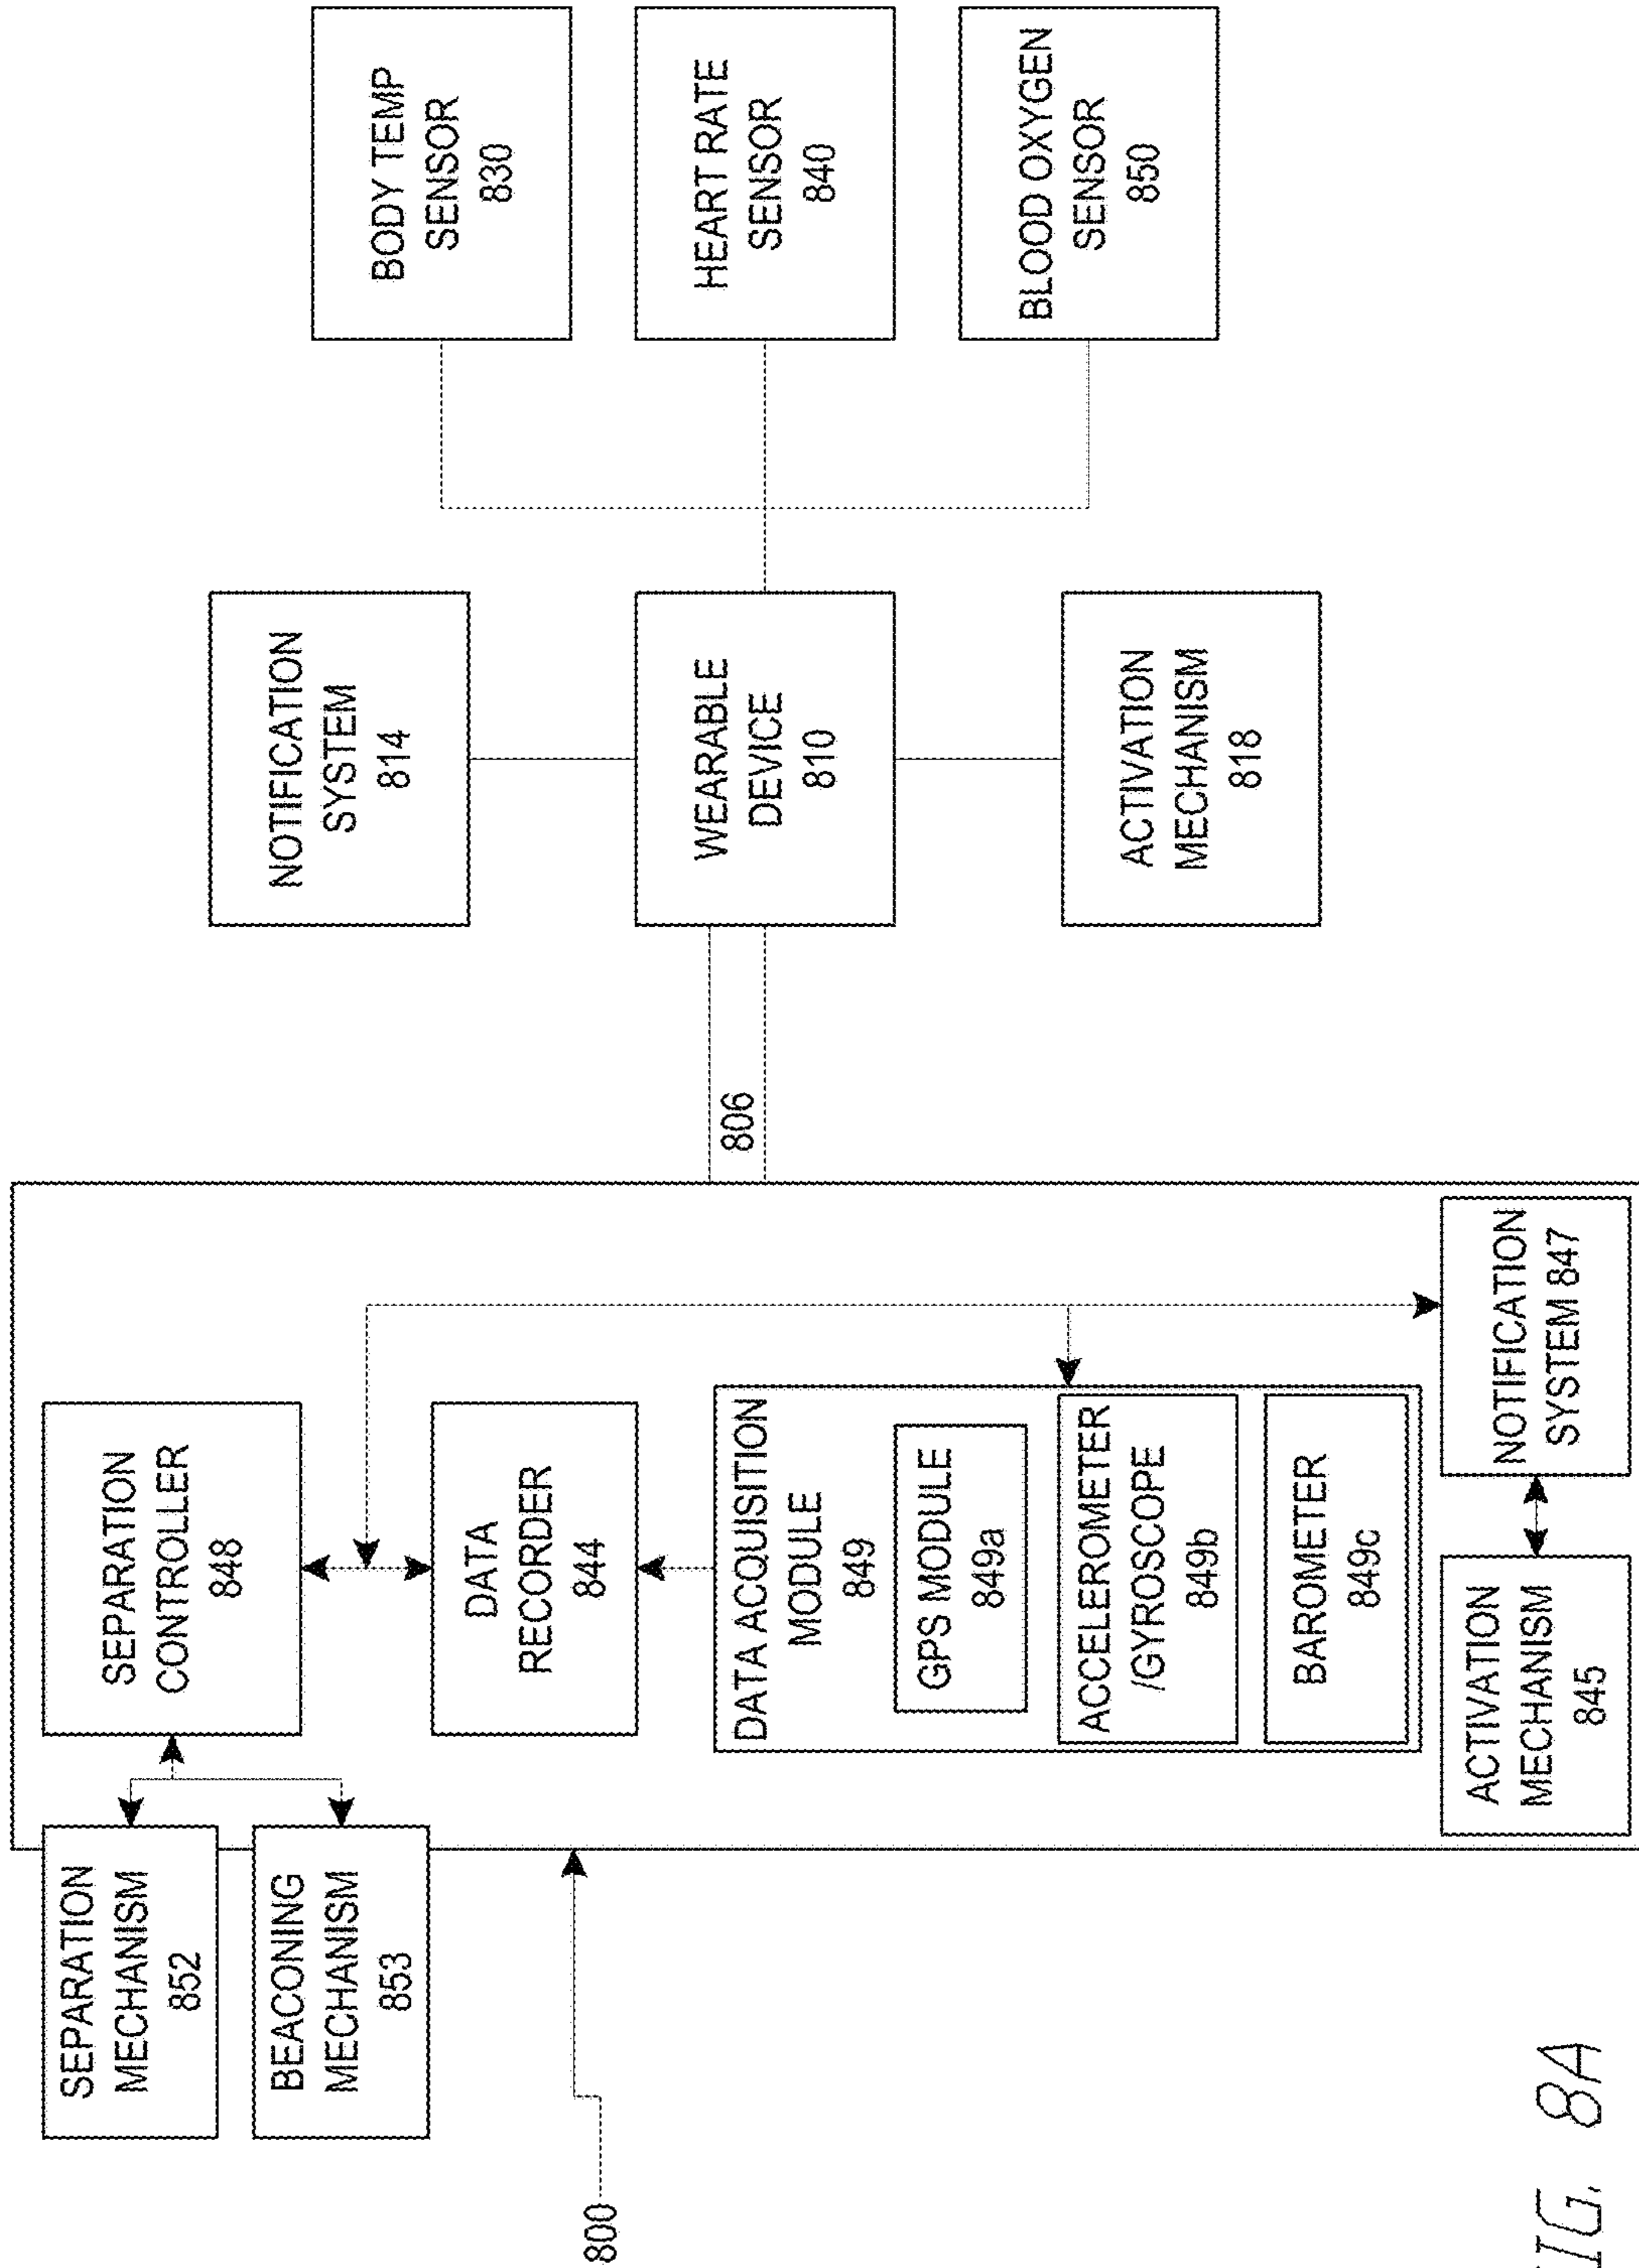 SEPARATION
MECHANISM
852
BEACONING
MECHANISM
853
800
SEPARATION
CONTROLLER
848
DATA
RECORDER
844
DATA ACQUISITION
MODULE
849
GPS MODULE
849a
ACCELEROMETER
/GYROSCOPE
849b
BAROMETER
849c
ACTIVATION
MECHANISM
845
NOTIFICATION
SYSTEM 847
806
NOTIFICATION
SYSTEM
814
WEARABLE
DEVICE
810
ACTIVATION
MECHANISM
818
BODY TEMP
SENSOR
830
HEART RATE
SENSOR
840
BLOOD OXYGEN
SENSOR
850
FIG. 8A